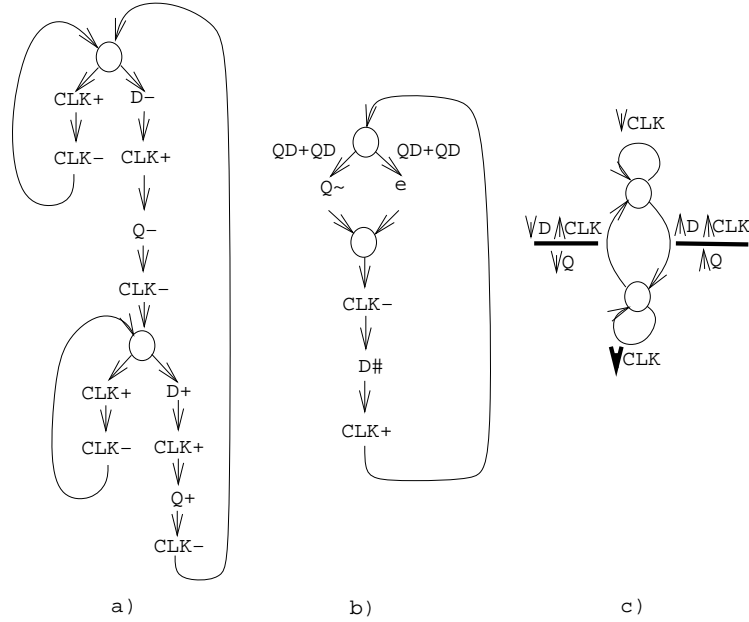 CLK+ D−
CLK− CLK+
Q−
CLK−
CLK+ D+
CLK− CLK+
Q+
CLK−
a)
QD+QD QD+QD
Q~ e
CLK−
D#
CLK+
b)
CLK
D CLK
Q
D CLK
Q
CLK
c)